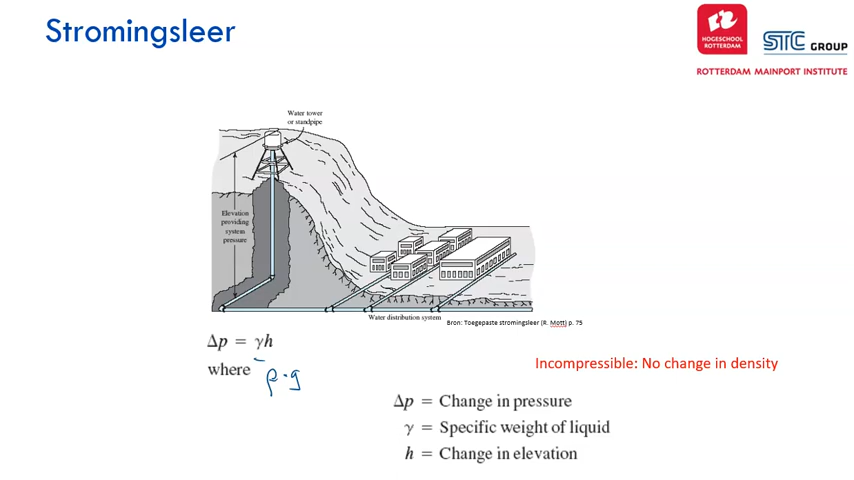 Stromingsleer
HOGESCHOOL
ROTTERDAM
STC GROUP
ROTTERDAM MAINPORT INSTITUTE
Water tower
or standpipe
Elevation
providing
system
pressure
Water distribution system
Bron: Toegepaste stromingsleer (R. Mott) p. 75
Δp = γh
where
ρ·g
Incompressible: No change in density
Δp = Change in pressure
γ = Specific weight of liquid
h = Change in elevation